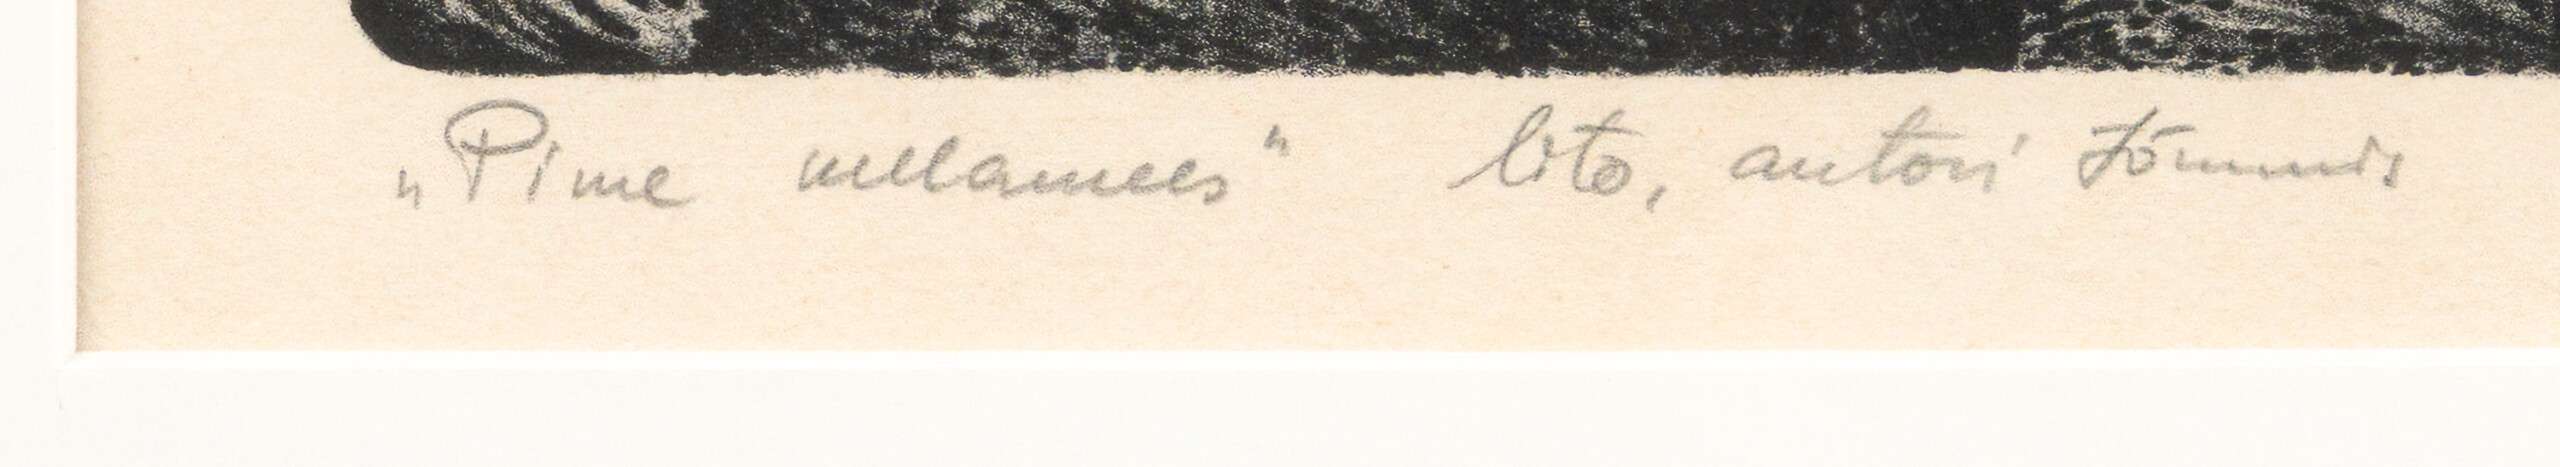 „Pime" lito, autori tõmmis